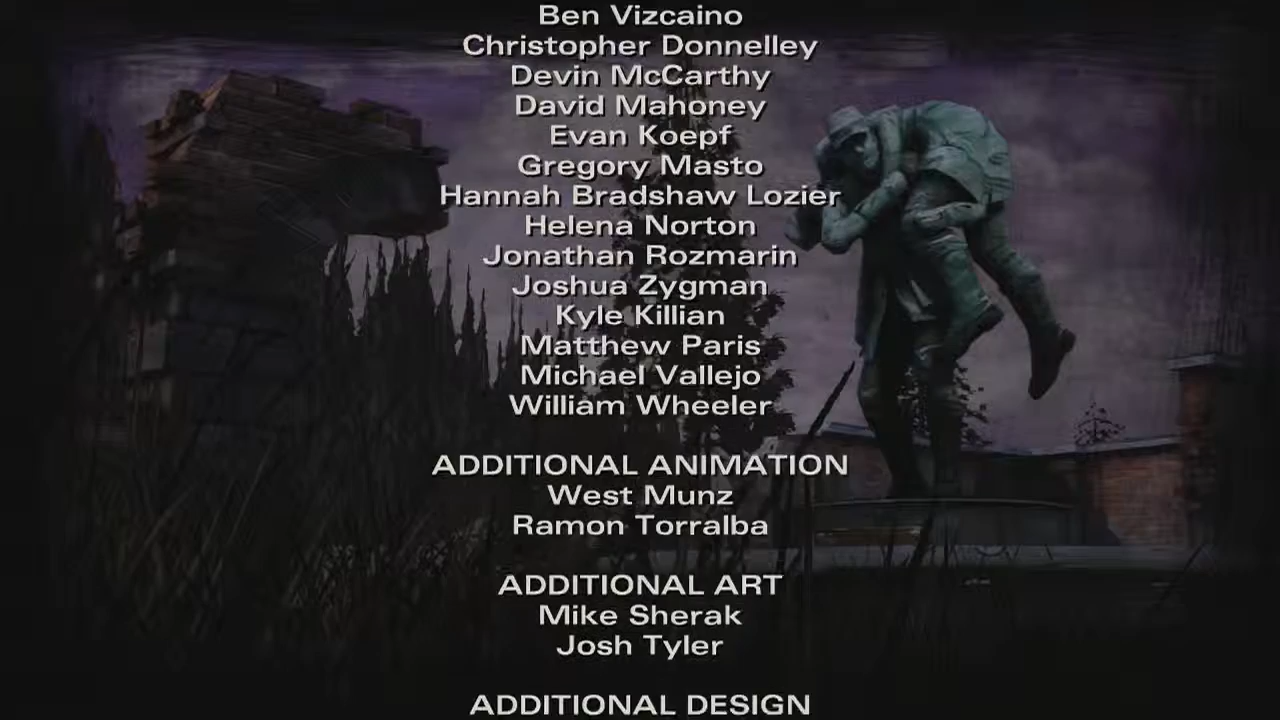 Ben Vizcaino
Christopher Donnelley
Devin McCarthy
David Mahoney
Evan Koepf
Gregory Masto
Hannah Bradshaw Lozier
Helena Norton
Jonathan Rozmarin
Joshua Zygman
Kyle Killian
Matthew Paris
Michael Vallejo
William Wheeler
ADDITIONAL ANIMATION
West Munz
Ramon Torralba
ADDITIONAL ART
Mike Sherak
Josh Tyler
ADDITIONAL DESIGN